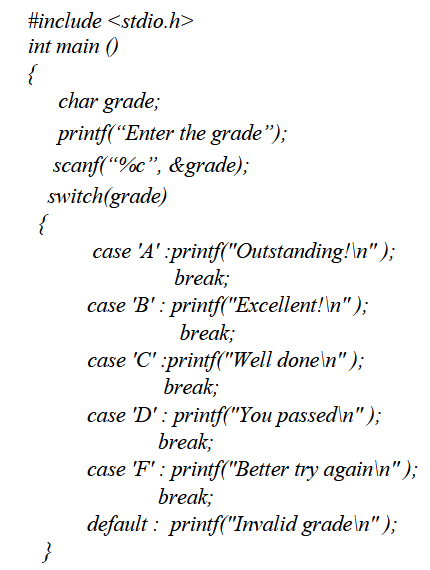 #include <stdio.h>
int main ()
{
char grade;
printf(“Enter the grade”);
scanf(“%c”, &grade);
switch(grade)
{
case 'A' :printf("Outstanding!\n" );
break;
case 'B' : printf("Excellent!\n" );
break;
case 'C' :printf("Well done\n" );
break;
case 'D' : printf("You passed\n" );
break;
case 'F' : printf("Better try again\n" );
break;
default :  printf("Invalid grade\n" );
}